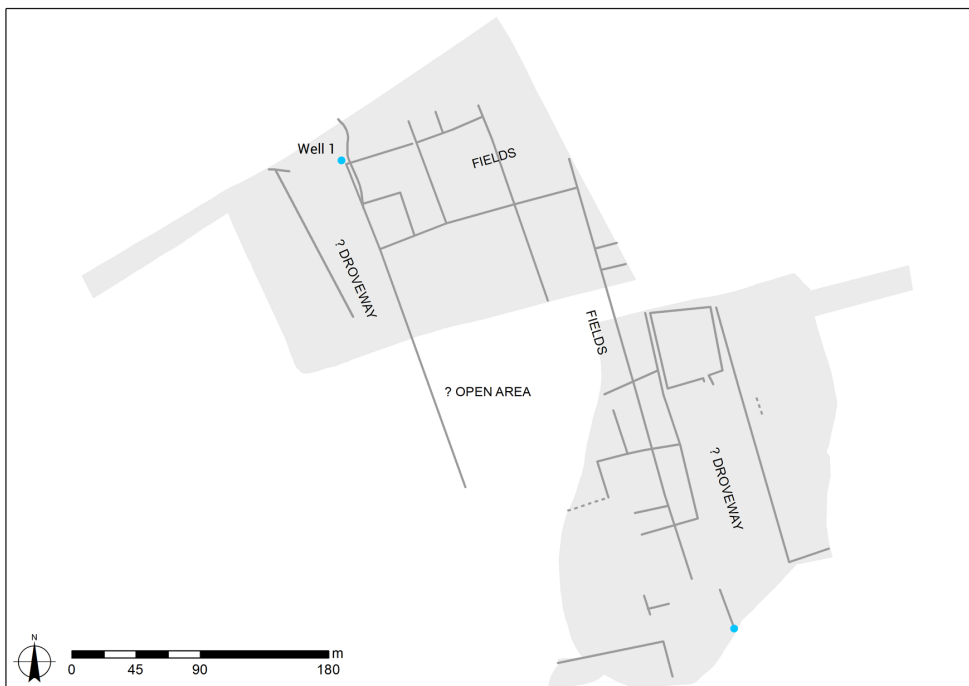 Well 1
FIELDS
? DROVEWAY
FIELDS
? OPEN AREA
? DROVEWAY
N
m
0 45 90 180